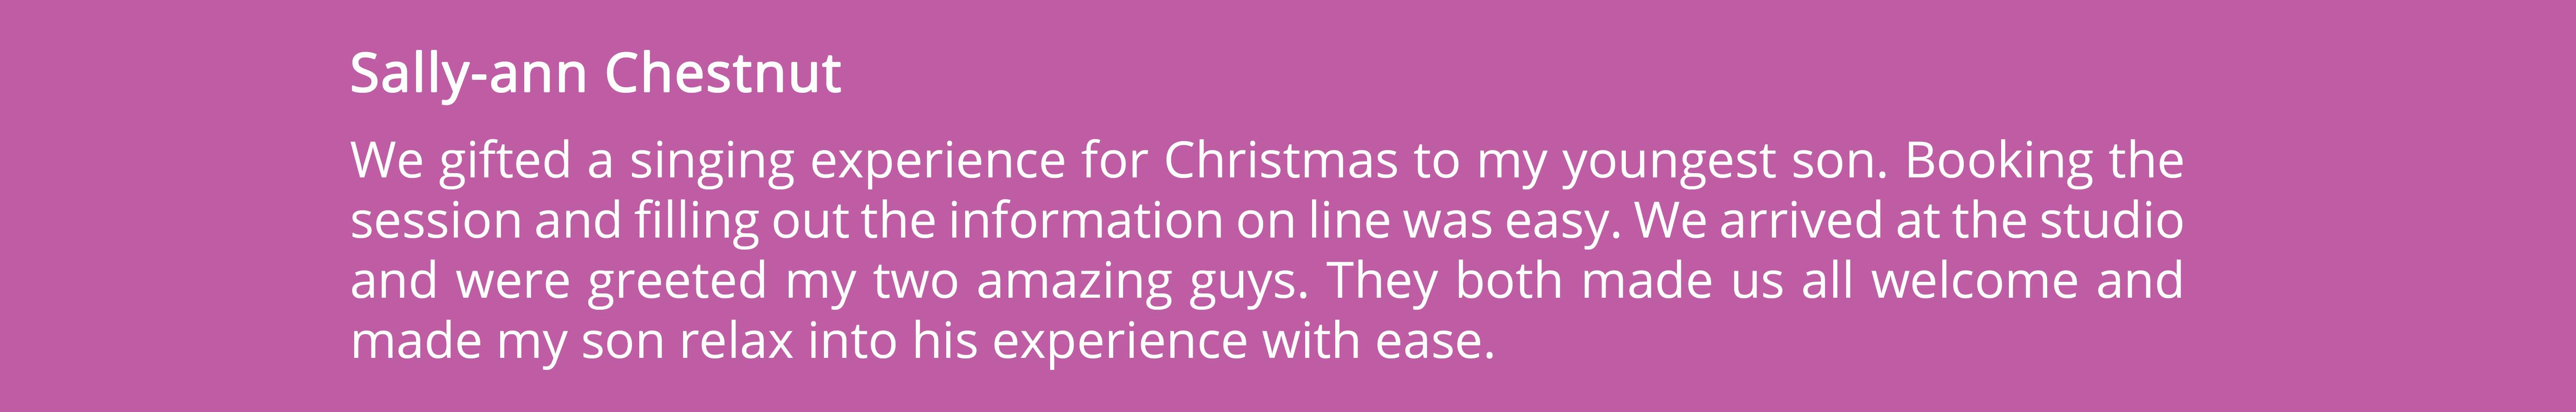 Sally-ann Chestnut
We gifted a singing experience for Christmas to my youngest son. Booking the
session and filling out the information on line was easy. We arrived at the studio
and were greeted my two amazing guys. They both made us all welcome and
made my son relax into his experience with ease.